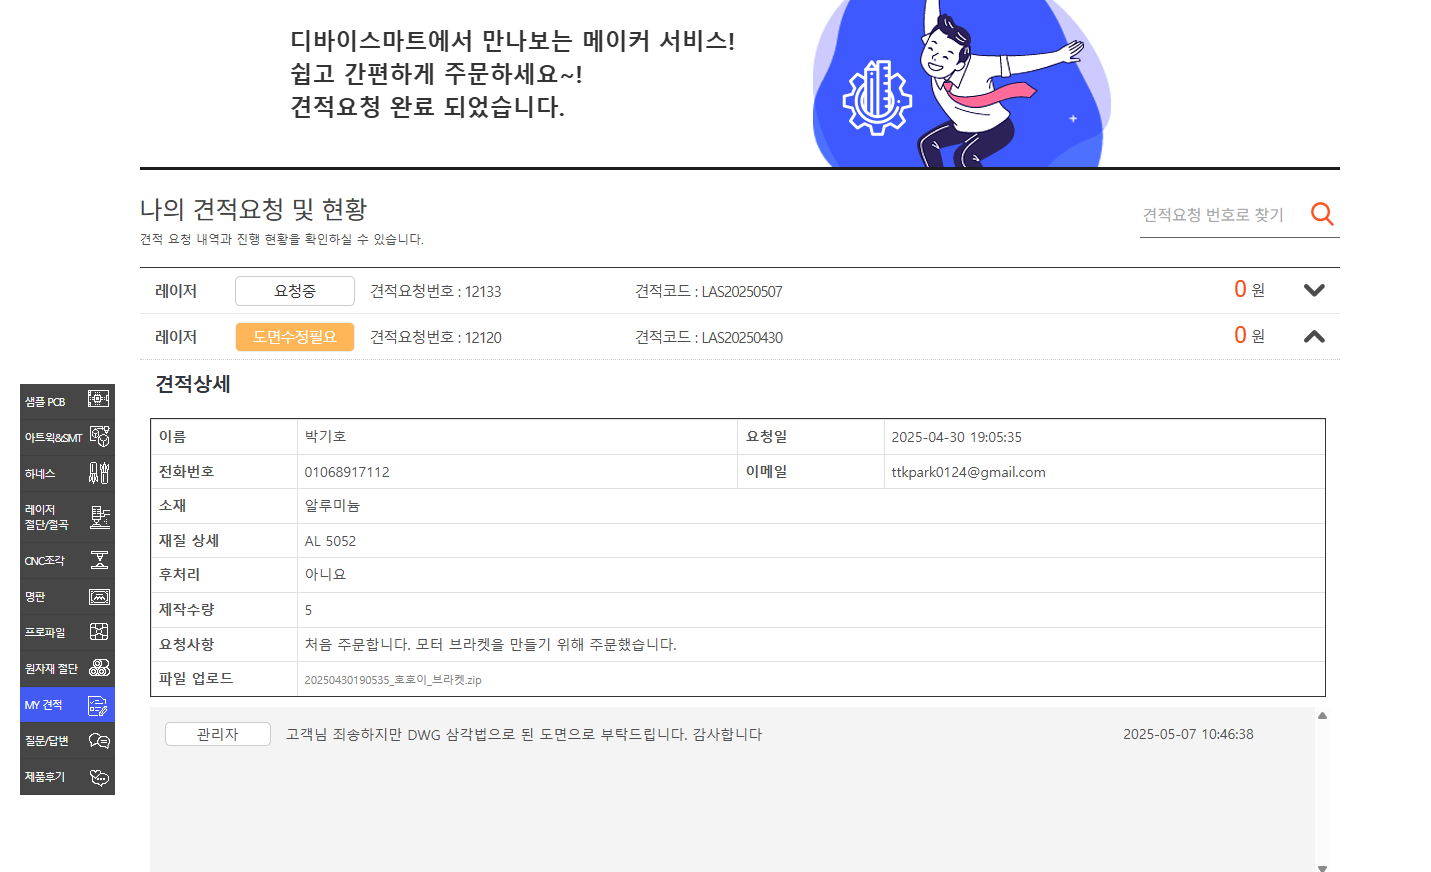 디바이스마트에서 만나보는 메이커 서비스!
쉽고 간편하게 주문하세요~!
견적요청 완료 되었습니다.
나의 견적요청 및 현황
견적 요청 내역과 진행 현황을 확인하실 수 있습니다.
견적요청 번호로 찾기
레이저 요청중 견적요청번호 : 12133 견적코드 : LAS20250507 0 원
레이저 도면수정필요 견적요청번호 : 12120 견적코드 : LAS20250430 0 원
견적상세
이름 박기호 요청일 2025-04-30 19:05:35
전화번호 01068917112 이메일 ttkpark0124@gmail.com
소재 알루미늄
재질 상세 AL 5052
후처리 아니요
제작수량 5
요청사항 처음 주문합니다. 모터 브라켓을 만들기 위해 주문했습니다.
파일 업로드 20250430190535_호호이_브라켓.zip
관리자 고객님 죄송하지만 DWG 삼각법으로 된 도면으로 부탁드립니다. 감사합니다 2025-05-07 10:46:38
샘플 PCB
아트웍&SMT
하네스
레이저
절단/절곡
CNC조각
명판
프로파일
원자재 절단
MY 견적
질문/답변
제품후기